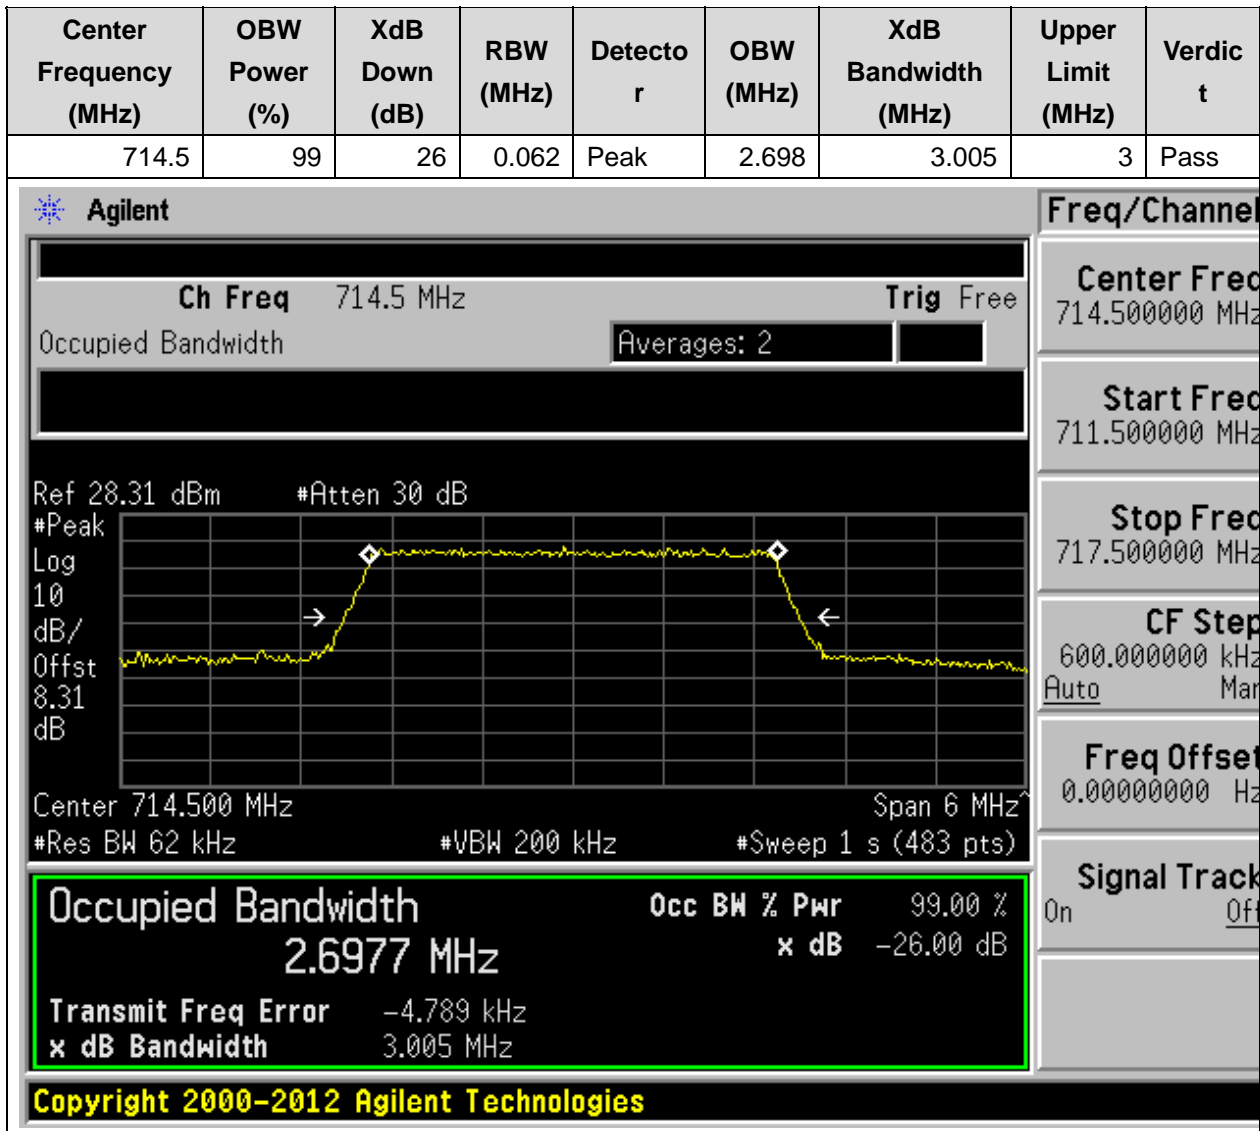 Center Frequency (MHz) OBW Power (%) XdB Down (dB) RBW (MHz) Detecto r OBW (MHz) XdB Bandwidth (MHz) Upper Limit (MHz) Verdic t
714.5 99 26 0.062 Peak 2.698 3.005 3 Pass
Agilent
Freq/Channel
Ch Freq 714.5 MHz Trig Free
Occupied Bandwidth Averages: 2
Center Freq
714.500000 MHz
Start Freq
711.500000 MHz
Stop Freq
717.500000 MHz
CF Step
600.000000 kHz
Auto Man
Freq Offset
0.00000000 Hz
Signal Track
On Off
Ref 28.31 dBm #Atten 30 dB
#Peak
Log
10
dB/
Offst
8.31
dB
Center 714.500 MHz Span 6 MHz^
#Res BW 62 kHz #VBW 200 kHz #Sweep 1 s (483 pts)
Occupied Bandwidth
2.6977 MHz
Occ BW % Pwr 99.00 %
x dB -26.00 dB
Transmit Freq Error -4.789 kHz
x dB Bandwidth 3.005 MHz
Copyright 2000-2012 Agilent Technologies